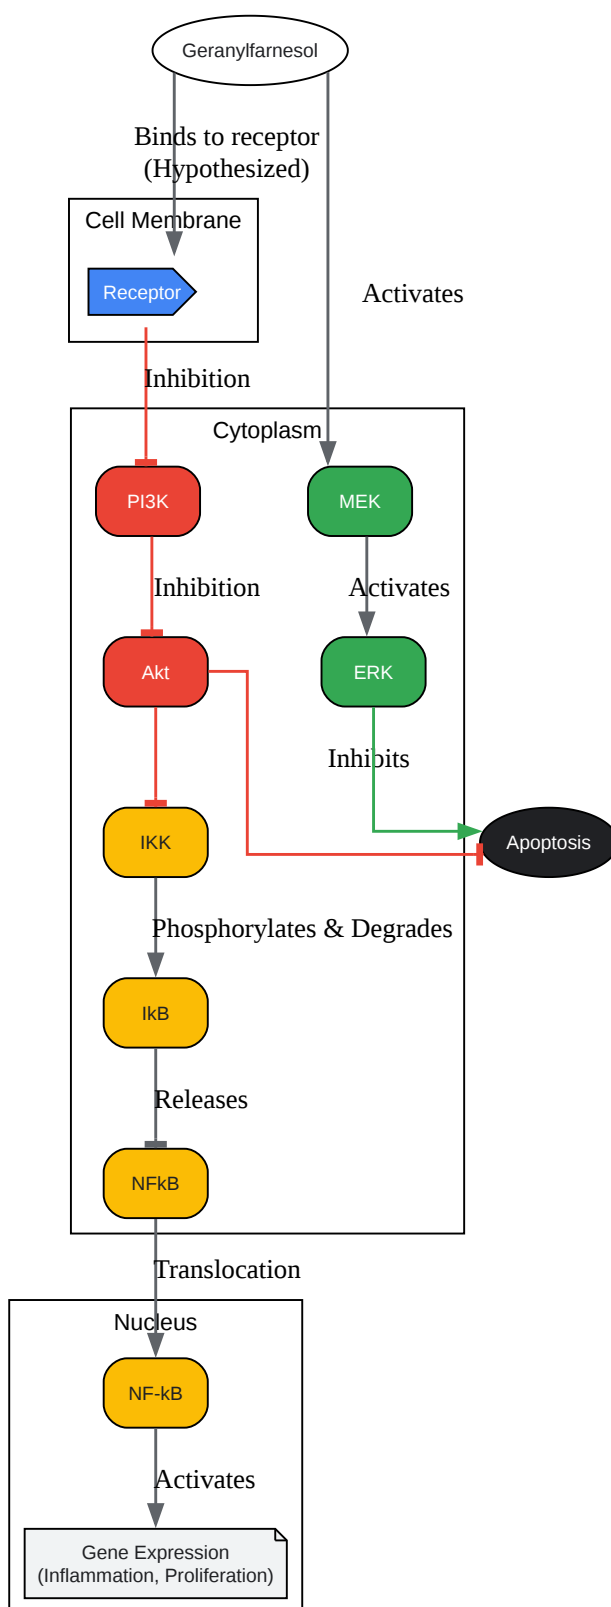 Geranylfarnesol
Binds to receptor
(Hypothesized)
Cell Membrane
Receptor
Activates
Inhibition
Cytoplasm
PI3K
MEK
Inhibition
Activates
Akt
ERK
Inhibits
IKK
Apoptosis
Phosphorylates & Degrades
IkB
Releases
NFkB
Translocation
Nucleus
NF-kB
Activates
Gene Expression
(Inflammation, Proliferation)